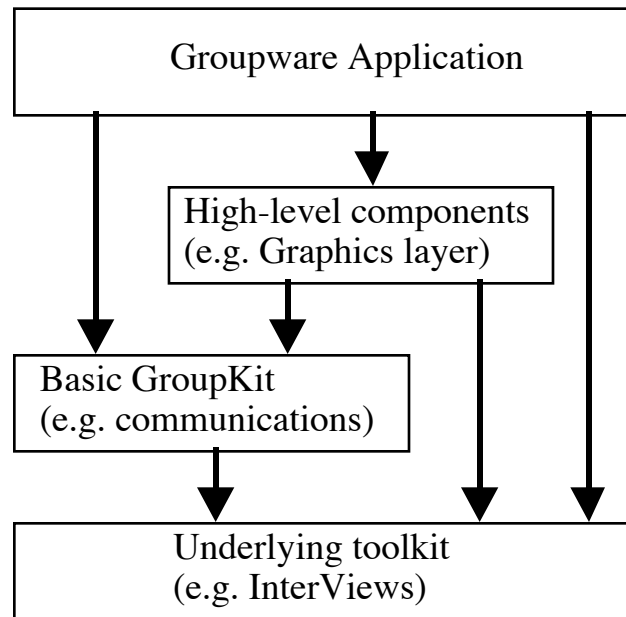 Groupware Application
High-level components
(e.g. Graphics layer)
Basic GroupKit
(e.g. communications)
Underlying toolkit
(e.g. InterViews)